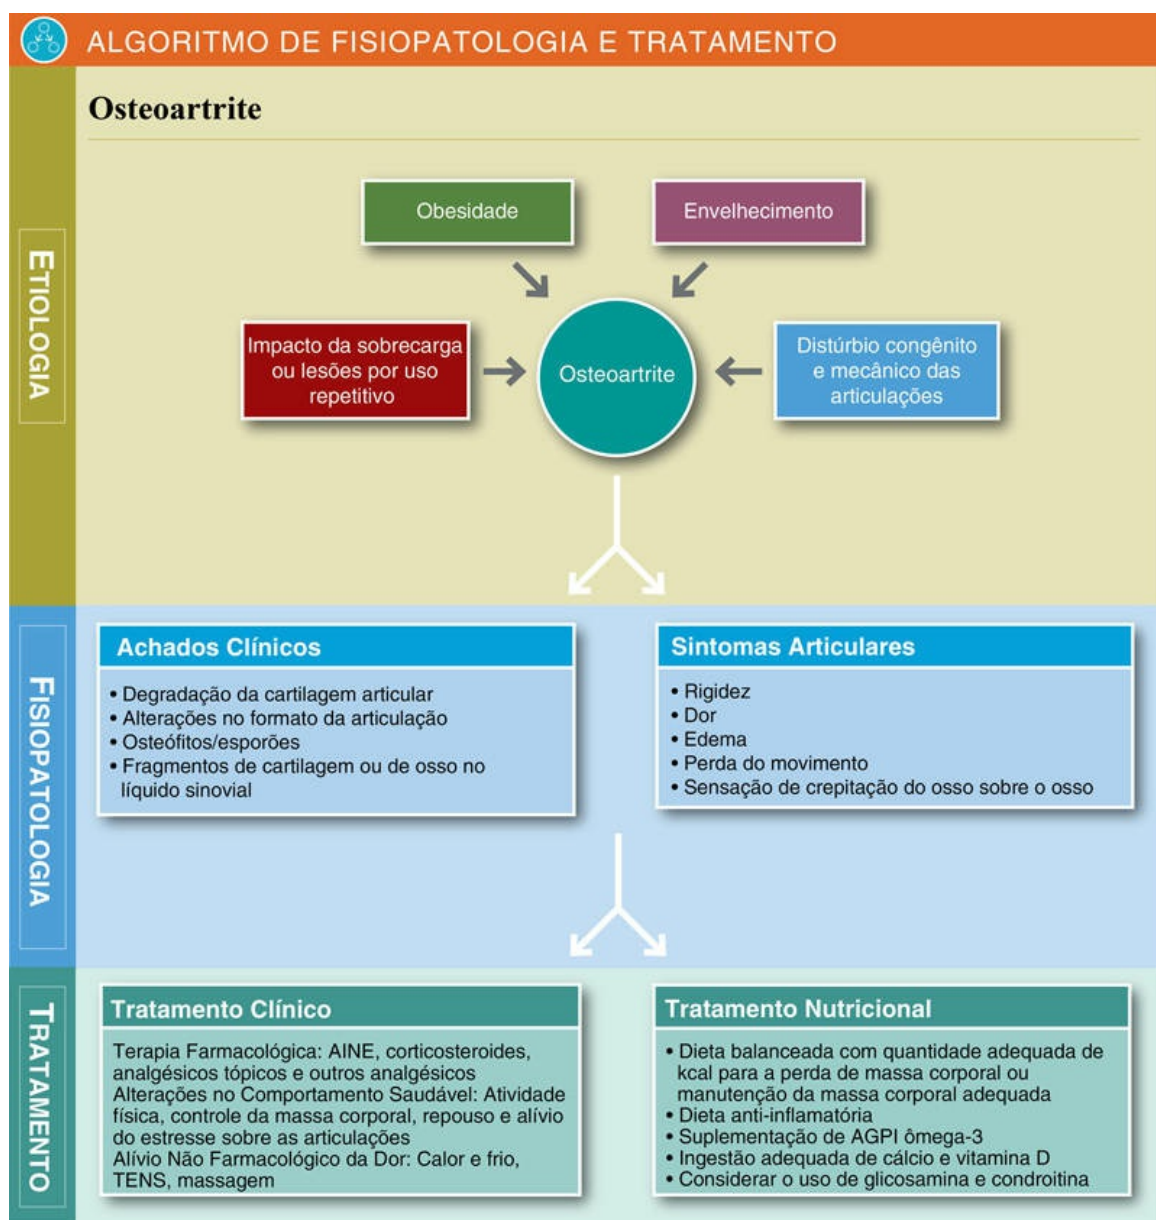 ALGORITMO DE FISIOPATOLOGIA E TRATAMENTO
Osteoartrite
ETIOLOGIA
Obesidade
Envelhecimento
Impacto da sobrecarga
ou lesões por uso
repetitivo
Osteoartrite
Distúrbio congênito
e mecânico das
articulações
FISIOPATOLOGIA
Achados Clínicos
• Degradação da cartilagem articular
• Alterações no formato da articulação
• Osteófitos/esporões
• Fragmentos de cartilagem ou de osso no
líquido sinovial
Sintomas Articulares
• Rigidez
• Dor
• Edema
• Perda do movimento
• Sensação de crepitação do osso sobre o osso
TRATAMENTO
Tratamento Clínico
Terapia Farmacológica: AINE, corticosteroides,
analgésicos tópicos e outros analgésicos
Alterações no Comportamento Saudável: Atividade
física, controle da massa corporal, repouso e alívio
do estresse sobre as articulações
Alívio Não Farmacológico da Dor: Calor e frio,
TENS, massagem
Tratamento Nutricional
• Dieta balanceada com quantidade adequada de
kcal para a perda de massa corporal ou
manutenção da massa corporal adequada
• Dieta anti-inflamatória
• Suplementação de AGPI ômega-3
• Ingestão adequada de cálcio e vitamina D
• Considerar o uso de glicosamina e condroitina